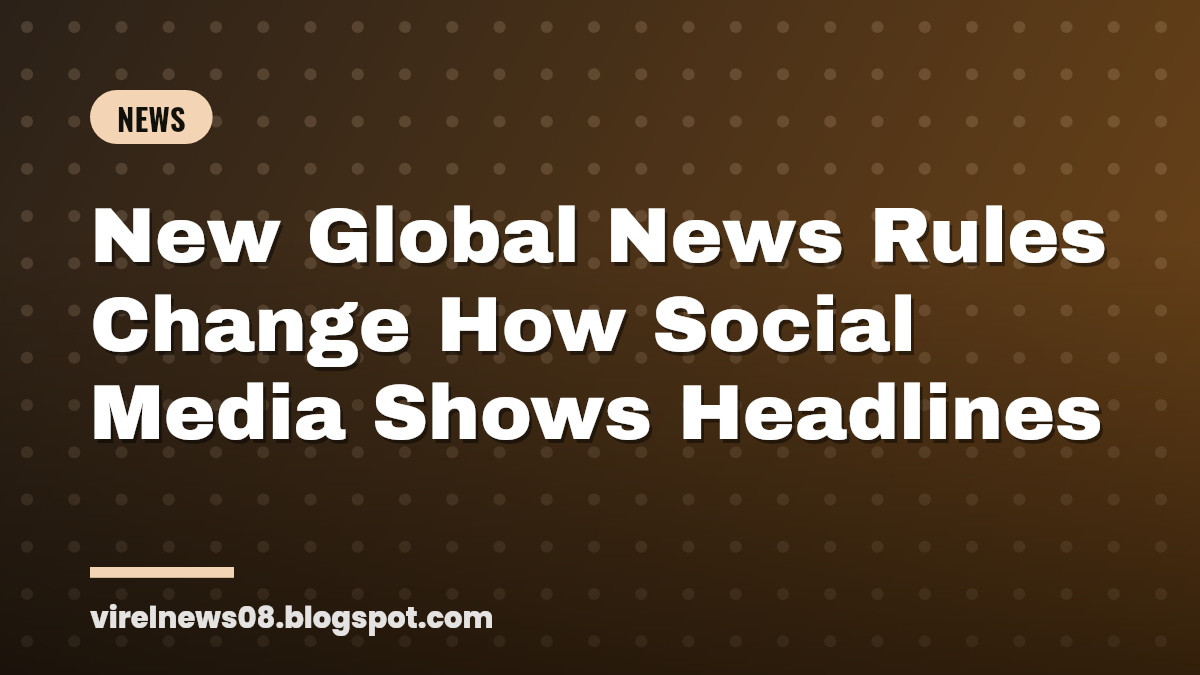 NEWS
New Global News Rules
Change How Social
Media Shows Headlines
virelnews08.blogspot.com